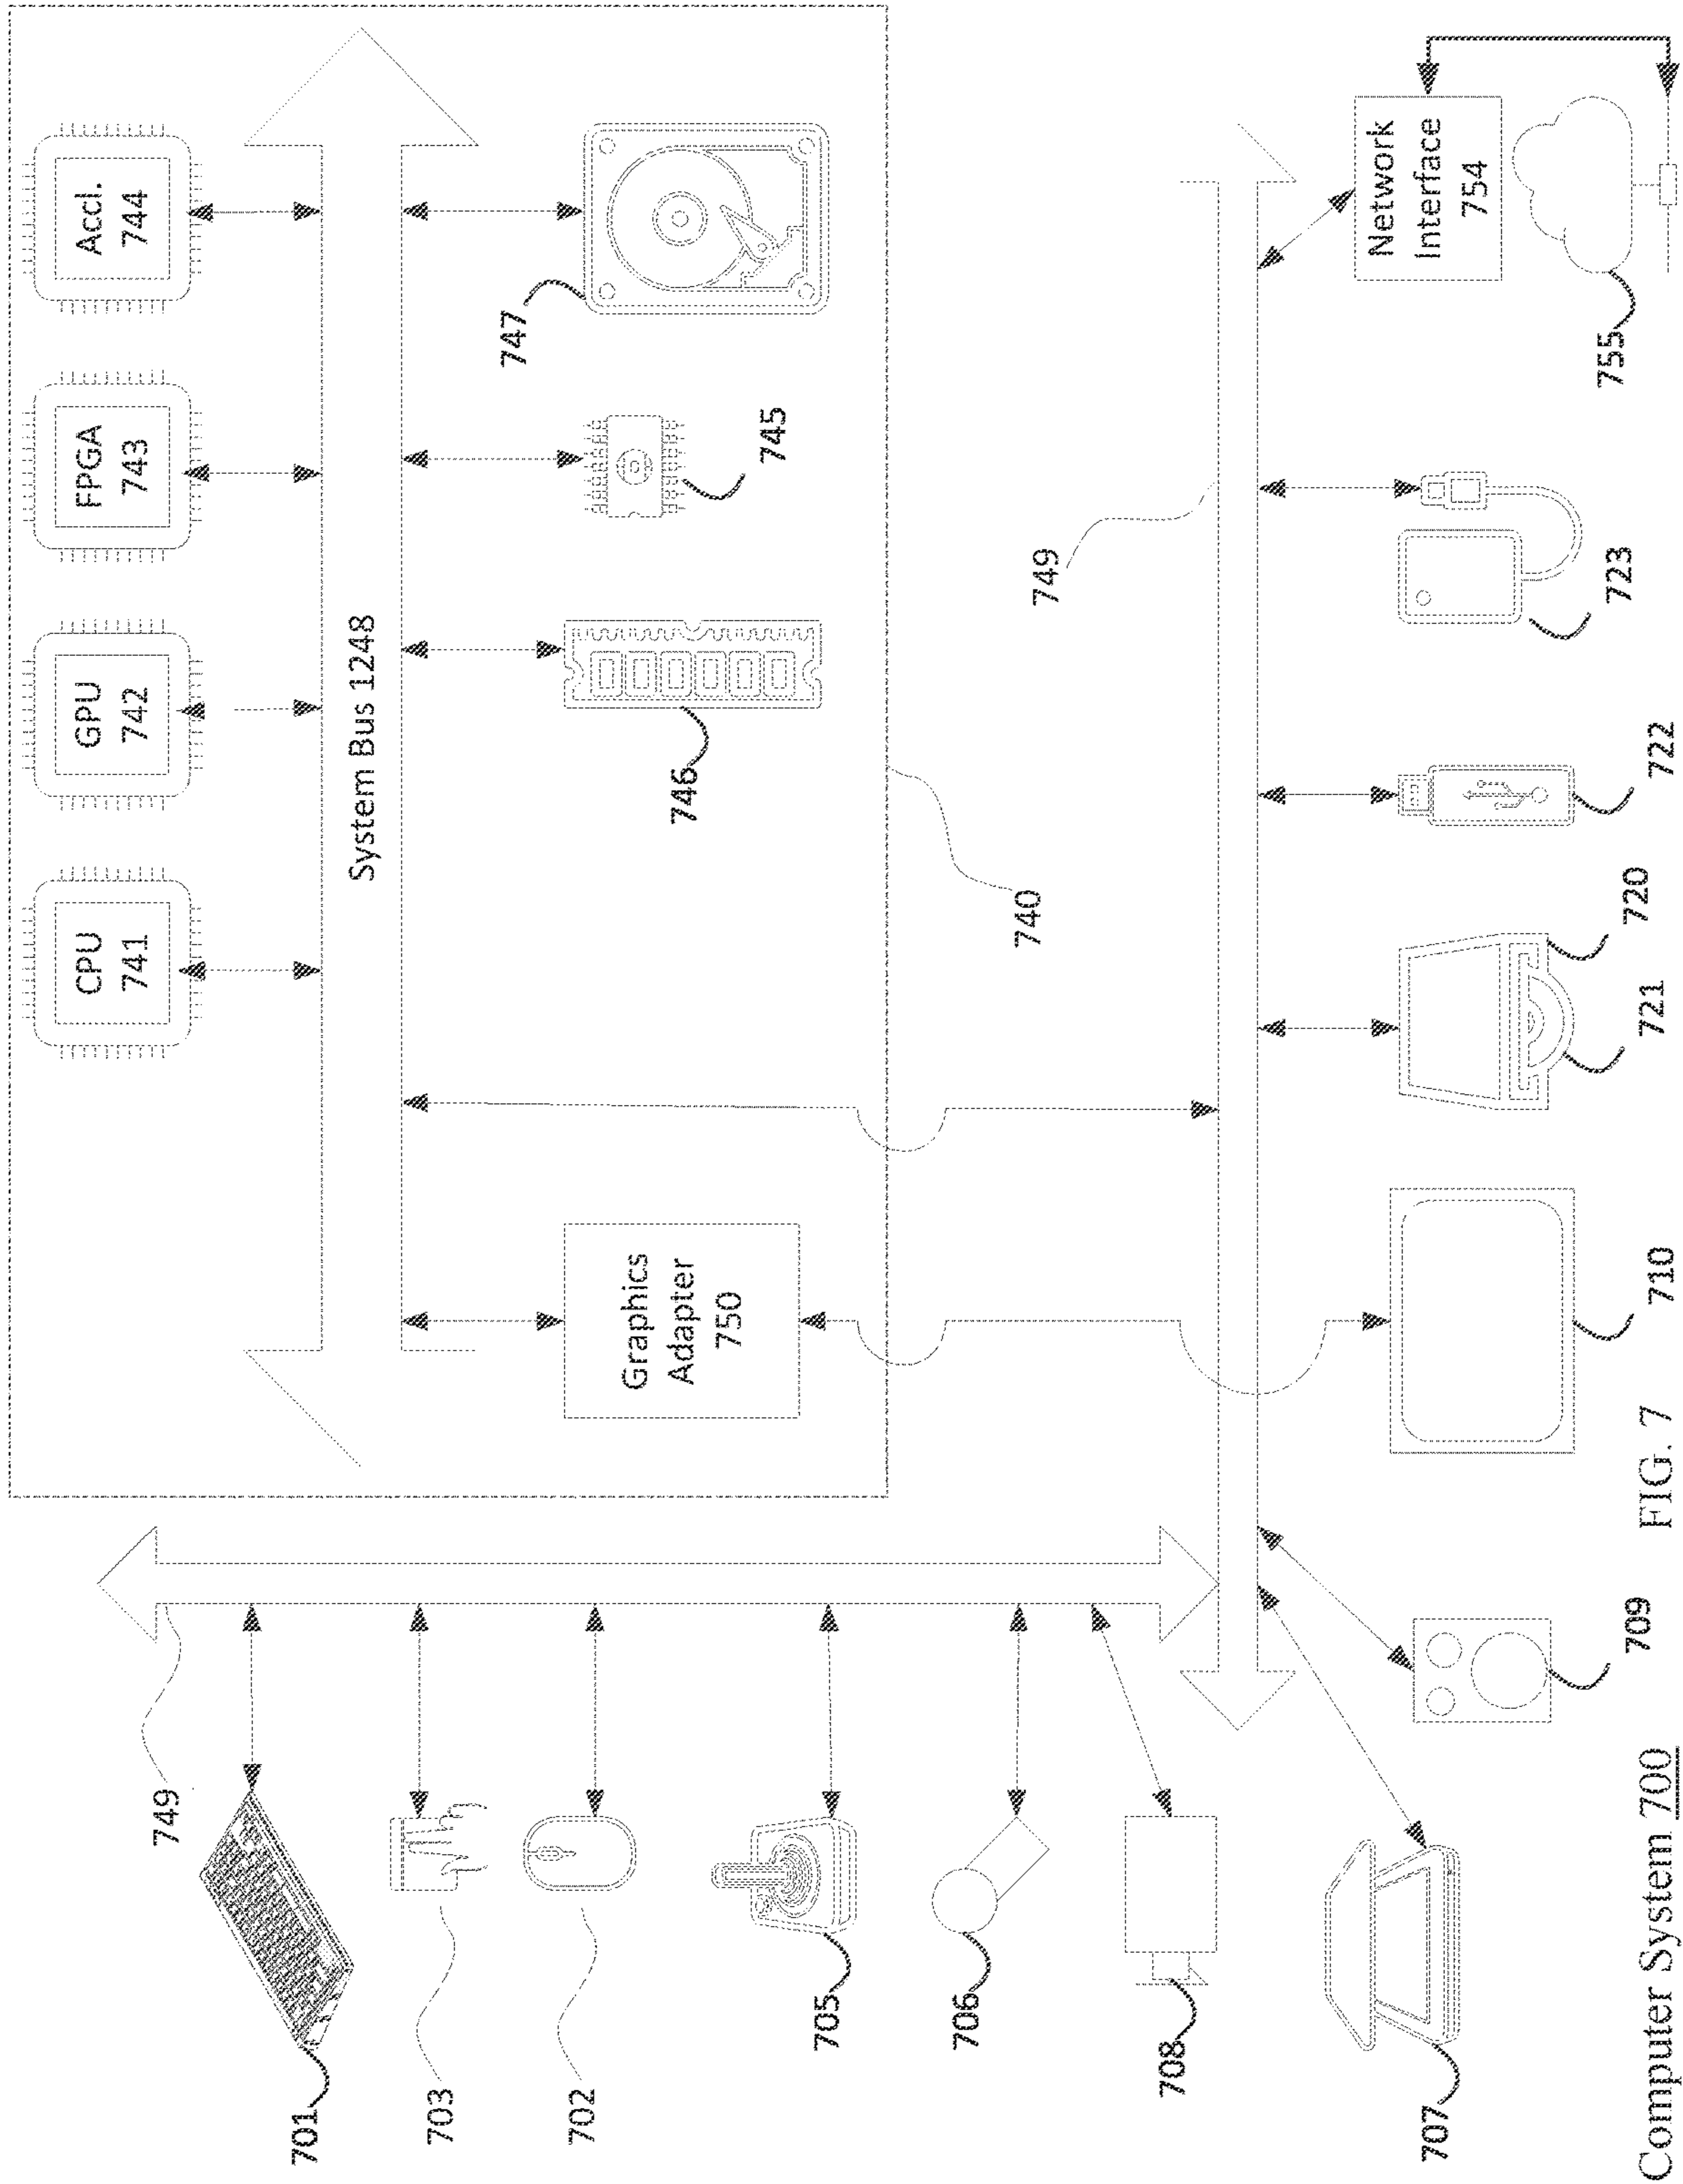 CPU
741
GPU
742
FPGA
743
Accl.
744
System Bus 1248
Graphics
Adapter
750
746
745
747
740
749
749
701
703
702
705
706
708
707
709
710
721
720
722
723
Network
Interface
754
755
Computer System 700
FIG. 7